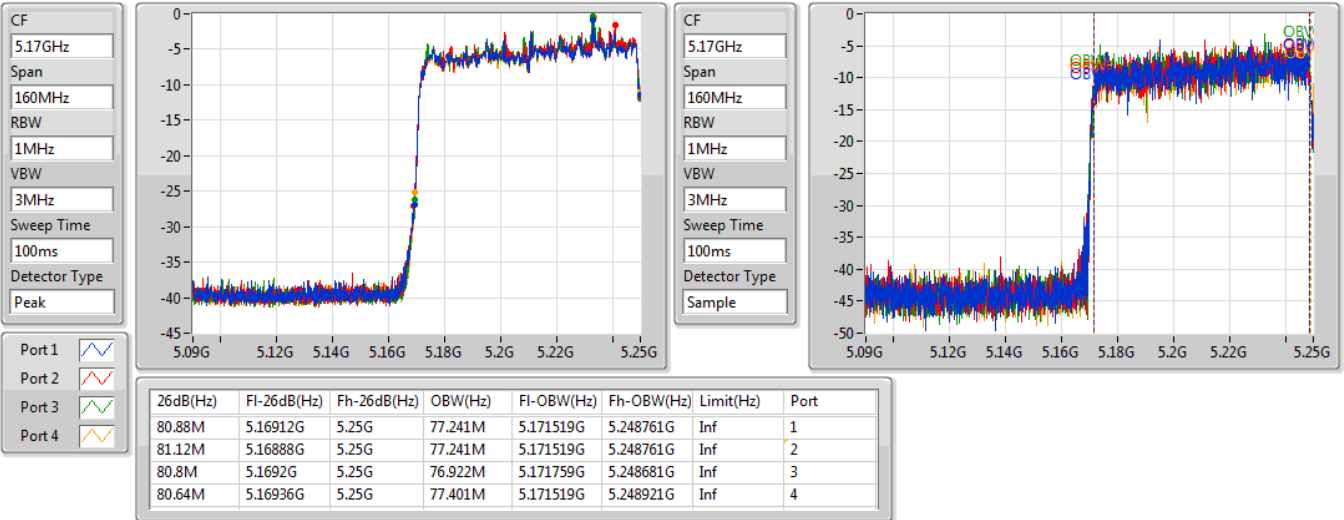 CF
5.17GHz
Span
160MHz
RBW
1MHz
VBW
3MHz
Sweep Time
100ms
Detector Type
Peak
0
-5
-10
-15
-20
-25
-30
-35
-40
-45
5.09G 5.12G 5.14G 5.16G 5.18G 5.2G 5.22G 5.25G
CF
5.17GHz
Span
160MHz
RBW
1MHz
VBW
3MHz
Sweep Time
100ms
Detector Type
Sample
0
-5
-10
-15
-20
-25
-30
-35
-40
-45
-50
5.09G 5.12G 5.14G 5.16G 5.18G 5.2G 5.22G 5.25G
Port 1
Port 2
Port 3
Port 4
26dB(Hz) Fl-26dB(Hz) Fh-26dB(Hz) OBW(Hz) Fl-OBW(Hz) Fh-OBW(Hz) Limit(Hz) Port
80.88M 5.16912G 5.25G 77.241M 5.171519G 5.248761G Inf 1
81.12M 5.16888G 5.25G 77.241M 5.171519G 5.248761G Inf 2
80.8M 5.1692G 5.25G 76.922M 5.171759G 5.248681G Inf 3
80.64M 5.16936G 5.25G 77.401M 5.171519G 5.248921G Inf 4